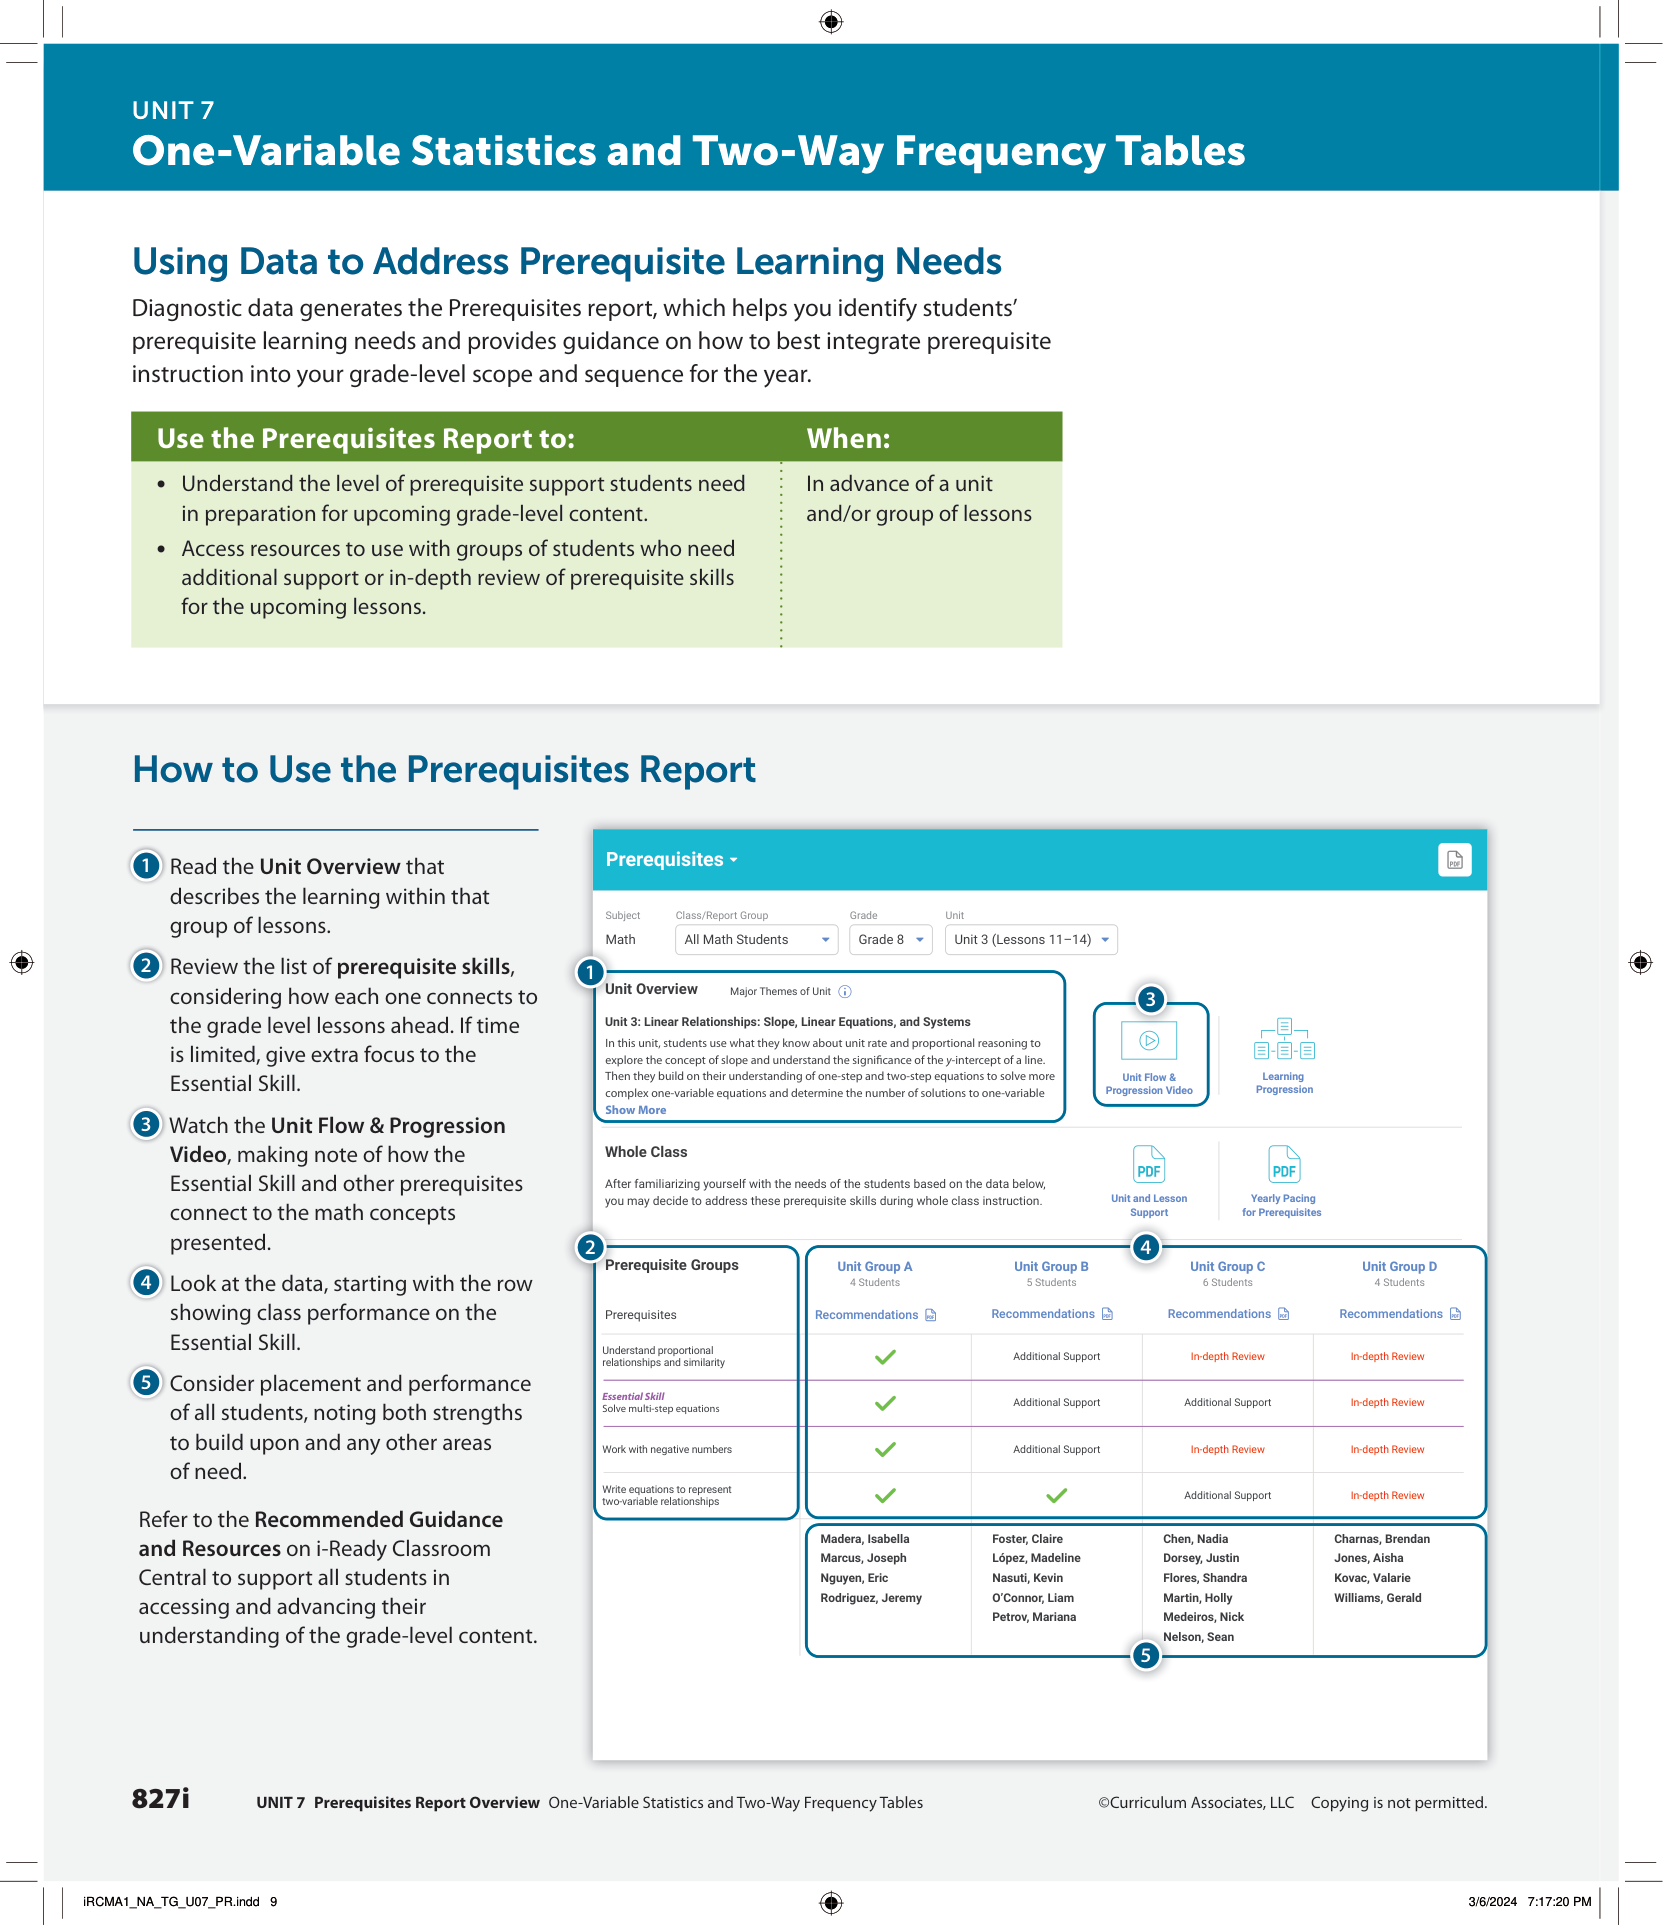 UNIT 7
One-Variable Statistics and Two-Way Frequency Tables
Using Data to Address Prerequisite Learning Needs
Diagnostic data generates the Prerequisites report, which helps you identify students’
prerequisite learning needs and provides guidance on how to best integrate prerequisite
instruction into your grade-level scope and sequence for the year.
Use the Prerequisites Report to:
• Understand the level of prerequisite support students need
in preparation for upcoming grade-level content.
• Access resources to use with groups of students who need
additional support or in-depth review of prerequisite skills
for the upcoming lessons.
When:
In advance of a unit
and/or group of lessons
How to Use the Prerequisites Report
1 Read the Unit Overview that
describes the learning within that
group of lessons.
2 Review the list of prerequisite skills,
considering how each one connects to
the grade level lessons ahead. If time
is limited, give extra focus to the
Essential Skill.
3 Watch the Unit Flow & Progression
Video, making note of how the
Essential Skill and other prerequisites
connect to the math concepts
presented.
4 Look at the data, starting with the row
showing class performance on the
Essential Skill.
5 Consider placement and performance
of all students, noting both strengths
to build upon and any other areas
of need.
Refer to the Recommended Guidance
and Resources on i-Ready Classroom
Central to support all students in
accessing and advancing their
understanding of the grade-level content.
Prerequisites
PDF
Subject Class/Report Group Grade Unit
Math All Math Students Grade 8 Unit 3 (Lessons 11–14)
1
Unit Overview Major Themes of Unit i
Unit 3: Linear Relationships: Slope, Linear Equations, and Systems
In this unit, students use what they know about unit rate and proportional reasoning to
explore the concept of slope and understand the significance of the y-intercept of a line.
Then they build on their understanding of one-step and two-step equations to solve more
complex one-variable equations and determine the number of solutions to one-variable
Show More
3
Unit Flow &
Progression Video
Learning
Progression
Whole Class
After familiarizing yourself with the needs of the students based on the data below,
you may decide to address these prerequisite skills during whole class instruction.
PDF
Unit and Lesson
Support
PDF
Yearly Pacing
for Prerequisites
2 4
Prerequisite Groups Unit Group A Unit Group B Unit Group C Unit Group D
4 Students 5 Students 6 Students 4 Students
Prerequisites Recommendations Recommendations Recommendations Recommendations
Understand proportional
relationships and similarity
Additional Support In-depth Review In-depth Review
Essential Skill
Solve multi-step equations
Additional Support Additional Support In-depth Review
Work with negative numbers Additional Support In-depth Review In-depth Review
Write equations to represent
two-variable relationships
Additional Support In-depth Review
Madera, Isabella Foster, Claire Chen, Nadia Charnas, Brendan
Marcus, Joseph López, Madeline Dorsey, Justin Jones, Aisha
Nguyen, Eric Nasuti, Kevin Flores, Shandra Kovac, Valarie
Rodriguez, Jeremy O’Connor, Liam Martin, Holly Williams, Gerald
Petrov, Mariana Medeiros, Nick
Nelson, Sean
5
827i UNIT 7 Prerequisites Report Overview One-Variable Statistics and Two-Way Frequency Tables ©Curriculum Associates, LLC Copying is not permitted.
iRCMA1_NA_TG_U07_PR.indd 9 3/6/2024 7:17:20 PM